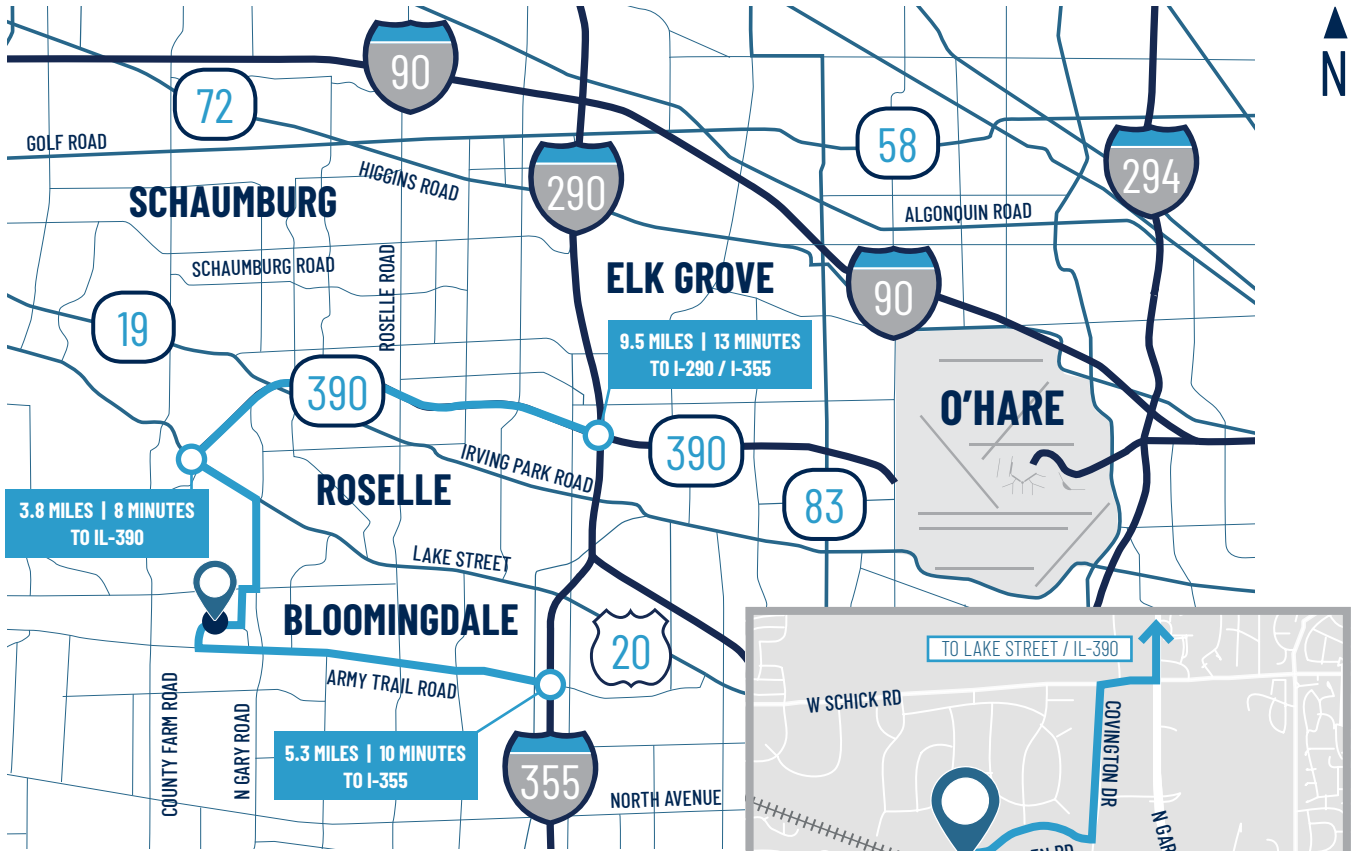 N
90
72
GOLF ROAD
58
HIGGINS ROAD
290
294
SCHAUMBURG
ALGONQUIN ROAD
SCHAUMBURG ROAD
ROSELLE ROAD
ELK GROVE
90
19
9.5 MILES | 13 MINUTES
TO I-290 / I-355
390
O'HARE
390
IRVING PARK ROAD
ROSELLE
83
3.8 MILES | 8 MINUTES
TO IL-390
LAKE STREET
BLOOMINGDALE
20
ARMY TRAIL ROAD
COUNTY FARM ROAD
N GARY ROAD
5.3 MILES | 10 MINUTES
TO I-355
355
NORTH AVENUE
TO LAKE STREET / IL-390
W SCHICK RD
COVINGTON DR
N GAR
RD